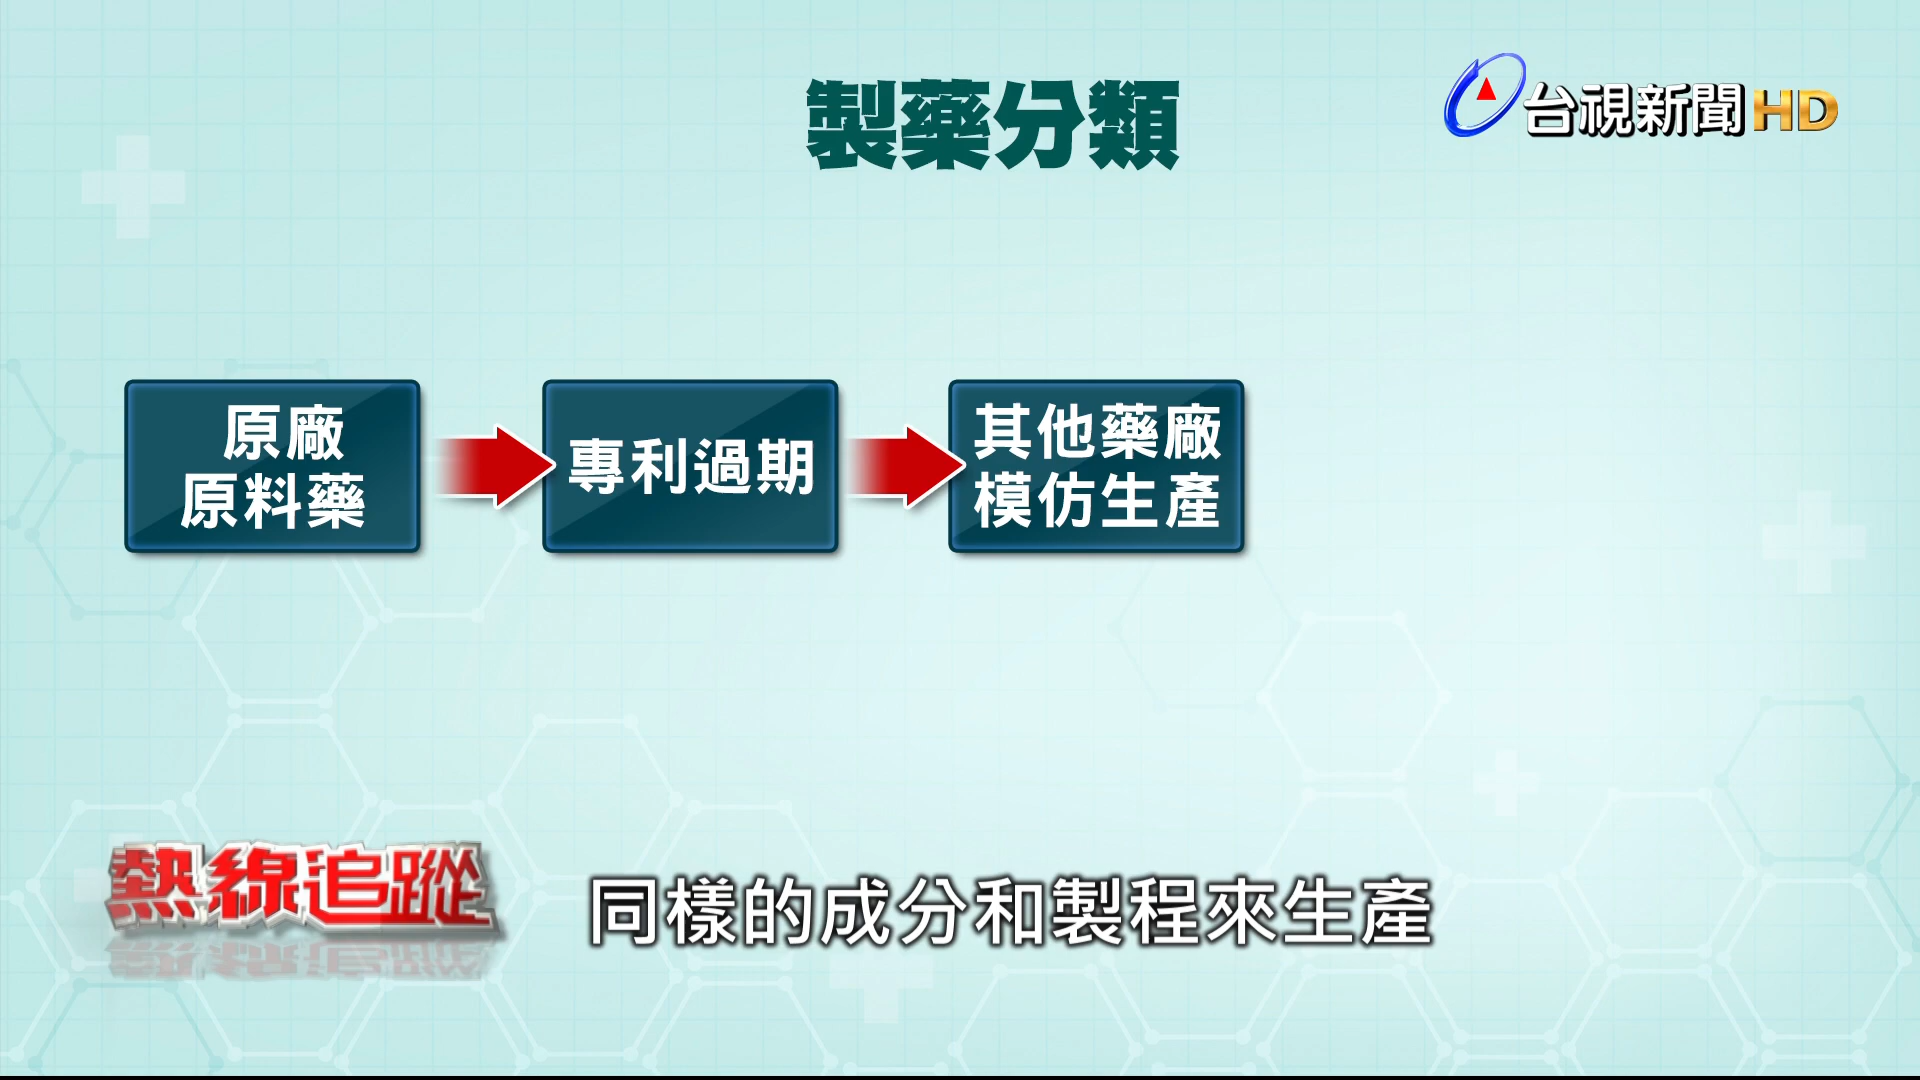 製藥分類
台視新聞HD
原廠
原料藥
專利過期
其他藥廠
模仿生產
熱線追蹤
同樣的成分和製程來生產